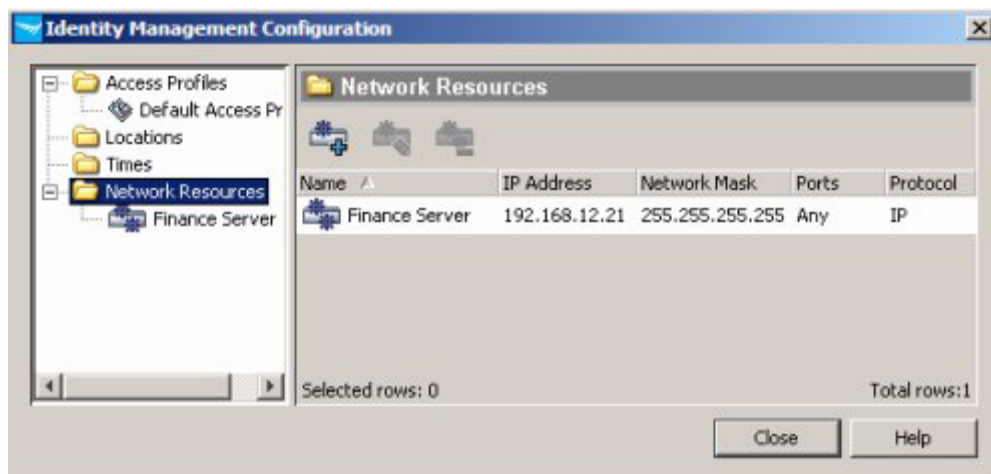 Identity Management Configuration
Access Profiles
Default Access Pr
Locations
Times
Network Resources
Finance Server
Network Resources
Name IP Address Network Mask Ports Protocol
Finance Server 192.168.12.21 255.255.255.255 Any IP
Selected rows: 0 Total rows:1
Close Help